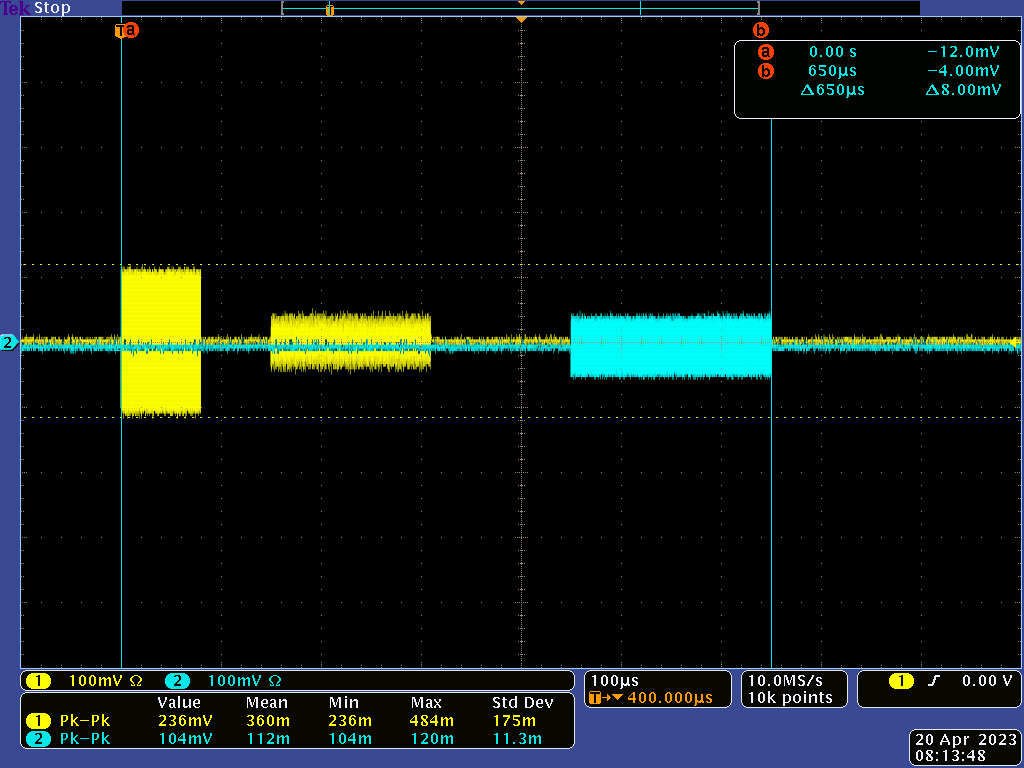 Tek Stop
T a b
a 0.00 s −12.0mV
b 650µs −4.00mV
Δ650µs Δ8.00mV
2
1 100mV Ω 2 100mV Ω
Value Mean Min Max Std Dev
1 Pk−Pk 236mV 360m 236m 484m 175m
2 Pk−Pk 104mV 112m 104m 120m 11.3m
100µs
T→▼400.000µs
10.0MS/s
10k points
1 0.00 V
20 Apr 2023
08:13:48